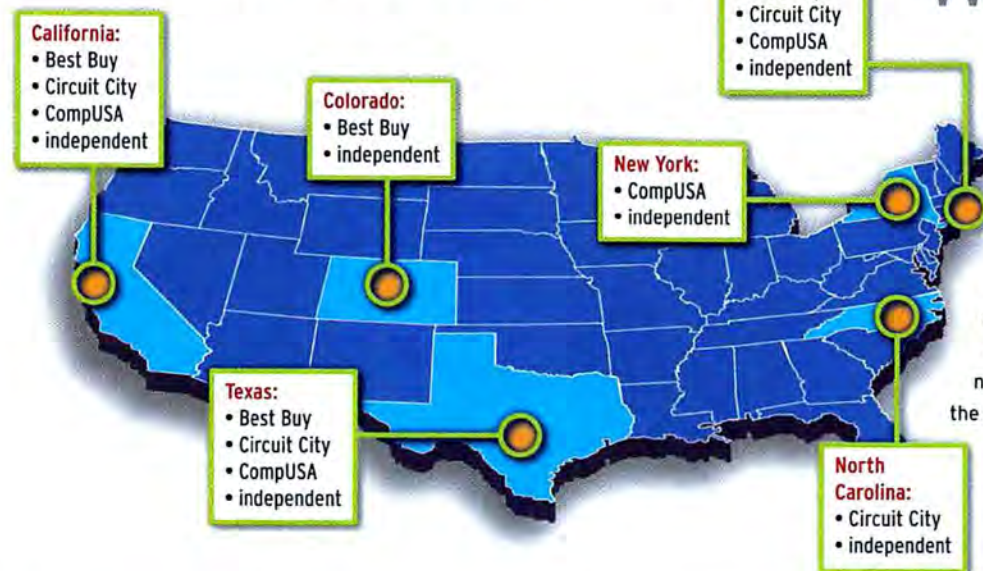 California:
• Best Buy
• Circuit City
• CompUSA
• independent
Colorado:
• Best Buy
• independent
• Circuit City
• CompUSA
• independent
New York:
• CompUSA
• independent
Texas:
• Best Buy
• Circuit City
• CompUSA
• independent
the
North
Carolina:
• Circuit City
• independent